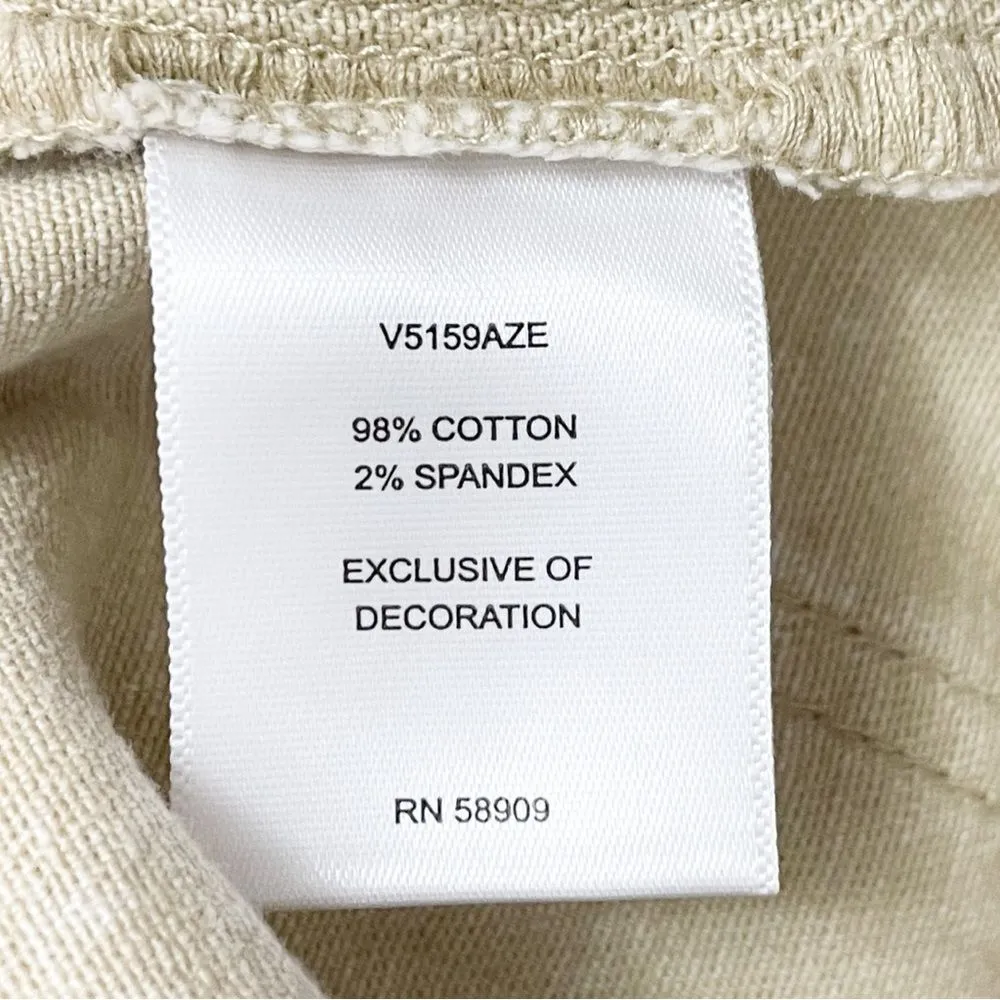 V5159AZE
98% COTTON
2% SPANDEX
EXCLUSIVE OF
DECORATION
RN 58909